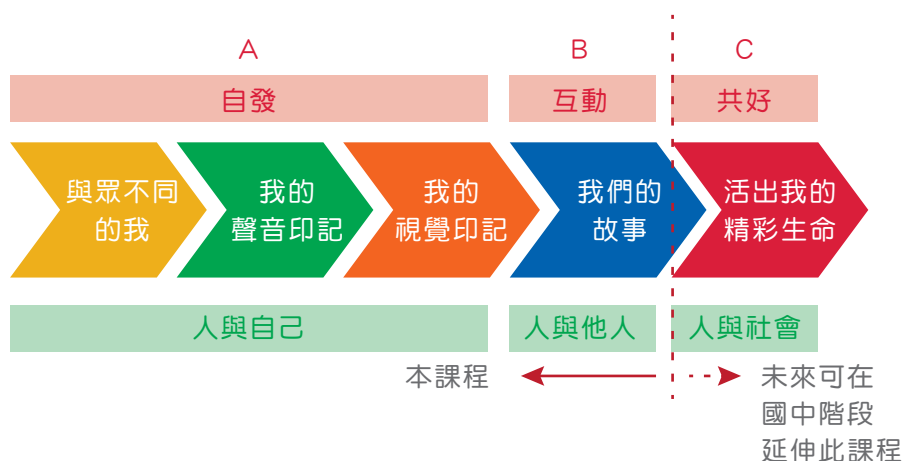 A
B
C
自發
互動
共好
與眾不同
的我
我的
聲音印記
我的
視覺印記
我們的
故事
活出我的
精彩生命
人與自己
人與他人
人與社會
本課程
未來可在
國中階段
延伸此課程